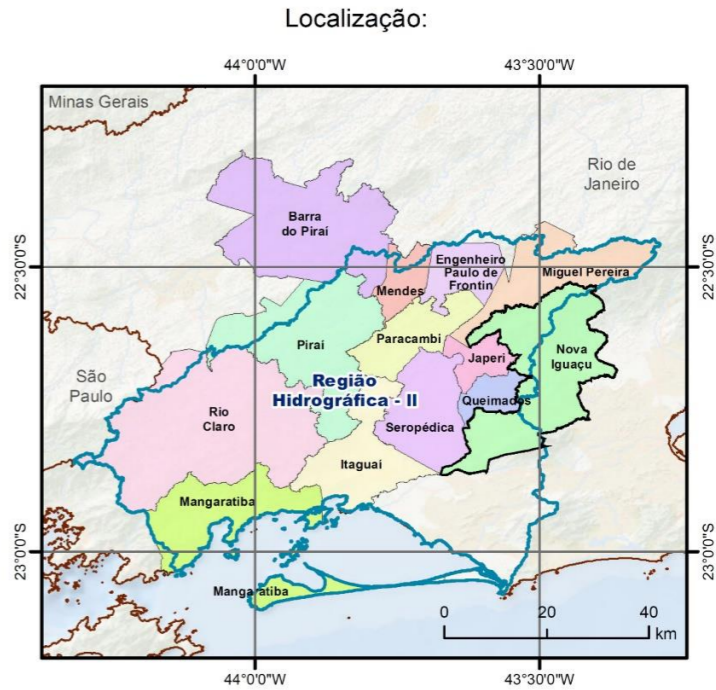 Localização:
44°0'0"W
43°30'0"W
Minas Gerais
Rio de
Janeiro
Barra
do Piraí
22°30'0"S
22°30'0"S
Engenheiro
Paulo de
Frontin
Miguel Pereira
Mendes
Piraí
Paracambi
Japeri
Nova
Iguaçu
São
Paulo
Região
Hidrográfica - II
Queimados
Rio
Claro
Seropédica
Itaguaí
Mangaratiba
23°0'0"S
23°0'0"S
Mangaratiba
0 20 40
km
44°0'0"W
43°30'0"W